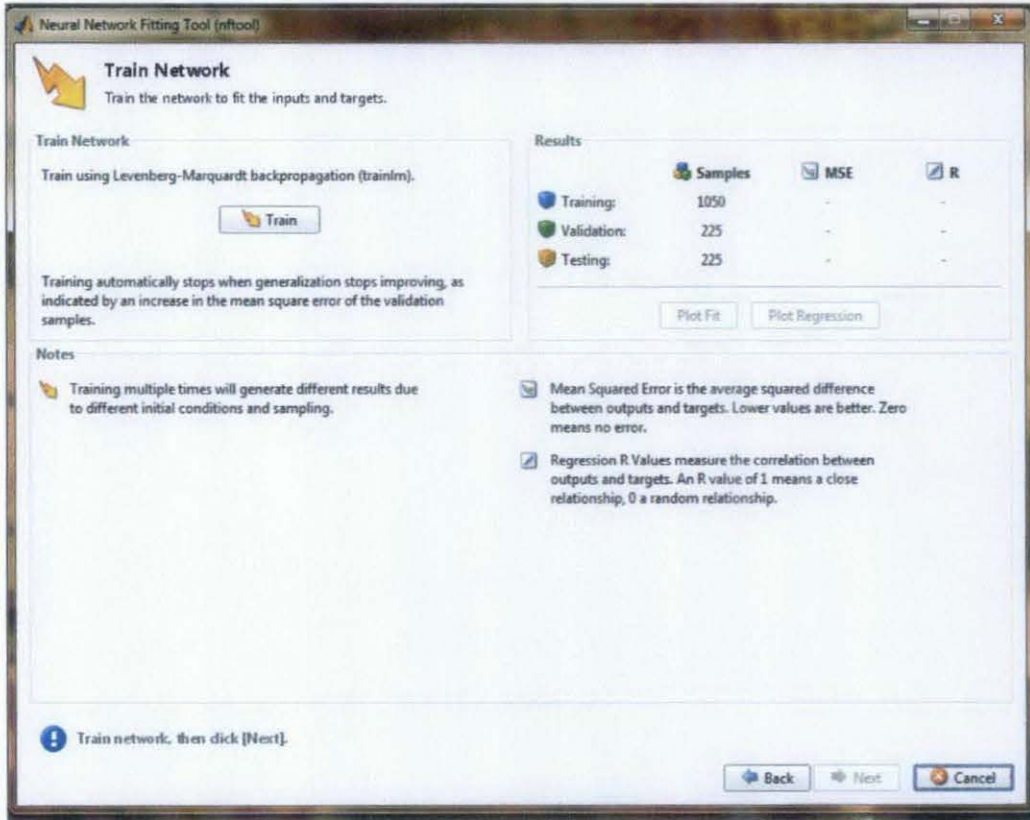 Neural Network Fitting Tool (nftool)
Train Network
Train the network to fit the inputs and targets.
Train Network
Train using Levenberg-Marquardt backpropagation (trainlm).
Train
Training automatically stops when generalization stops improving, as
indicated by an increase in the mean square error of the validation
samples.
Results
Samples MSE R
Training: 1050 - -
Validation: 225 - -
Testing: 225 - -
Plot Fit Plot Regression
Notes
Training multiple times will generate different results due
to different initial conditions and sampling.
Mean Squared Error is the average squared difference
between outputs and targets. Lower values are better. Zero
means no error.
Regression R Values measure the correlation between
outputs and targets. An R value of 1 means a close
relationship, 0 a random relationship.
Train network, then click [Next].
Back Next Cancel